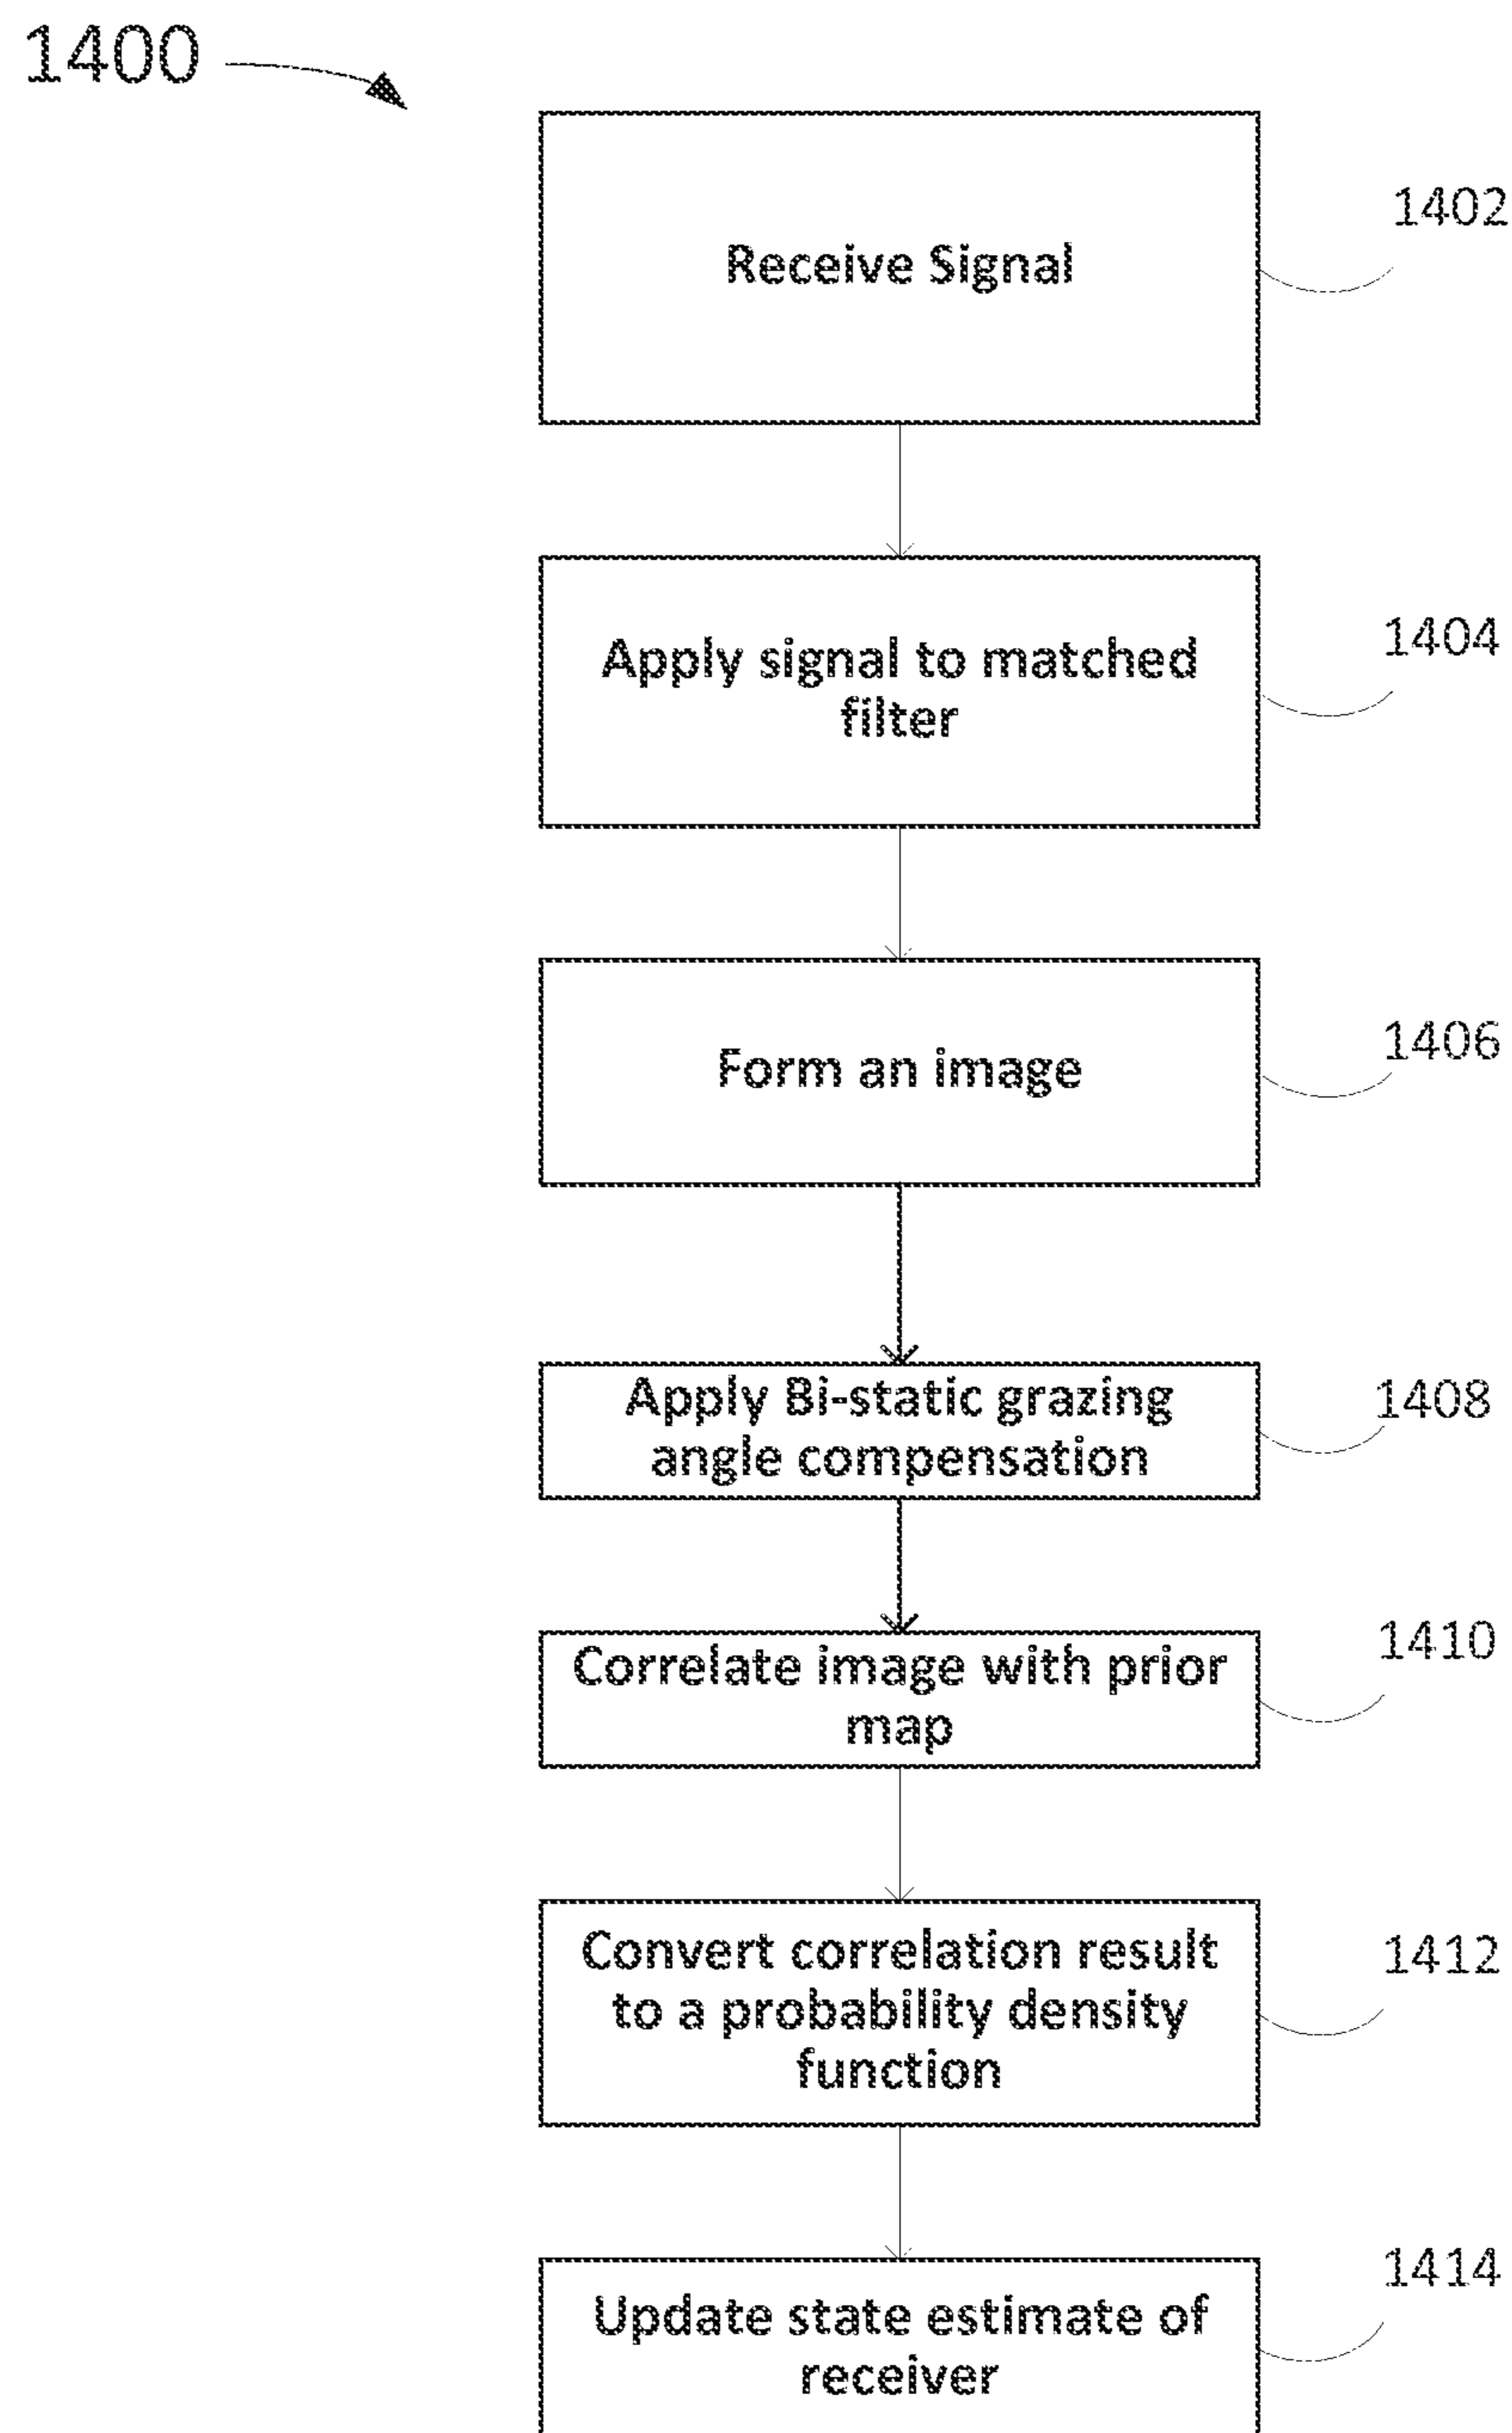 1400
Receive Signal
1402
Apply signal to matched
filter
1404
Form an image
1406
Apply Bi-static grazing
angle compensation
1408
Correlate image with prior
map
1410
Convert correlation result
to a probability density
function
1412
Update state estimate of
receiver
1414